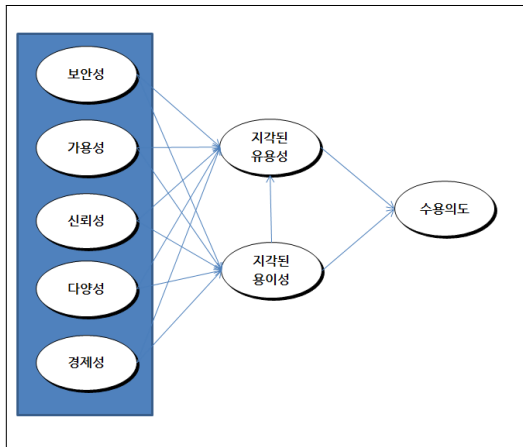 보안성
가용성
신뢰성
다양성
경제성
지각된
유용성
지각된
용이성
수용의도